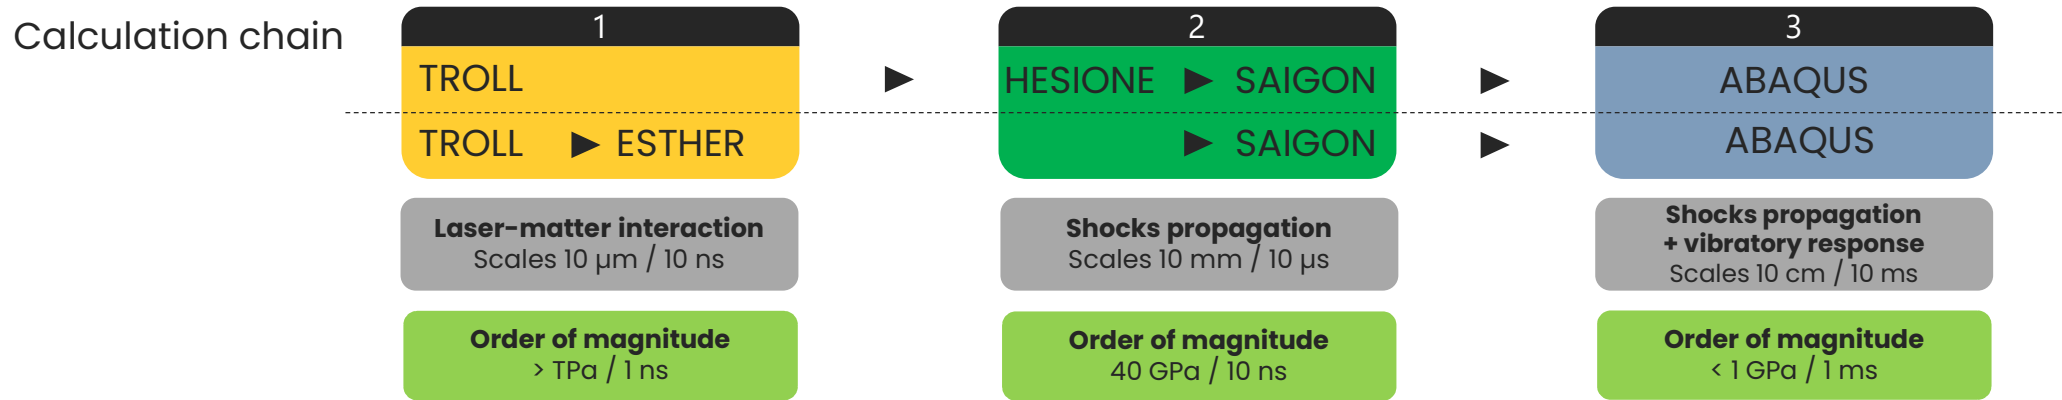 Calculation chain
1
2
3
TROLL
HESIONE ► SAIGON
ABAQUS
TROLL ► ESTHER
► SAIGON
ABAQUS
Laser-matter interaction
Scales 10 µm / 10 ns
Shocks propagation
Scales 10 mm / 10 µs
Shocks propagation
+ vibratory response
Scales 10 cm / 10 ms
Order of magnitude
> TPa / 1 ns
Order of magnitude
40 GPa / 10 ns
Order of magnitude
< 1 GPa / 1 ms